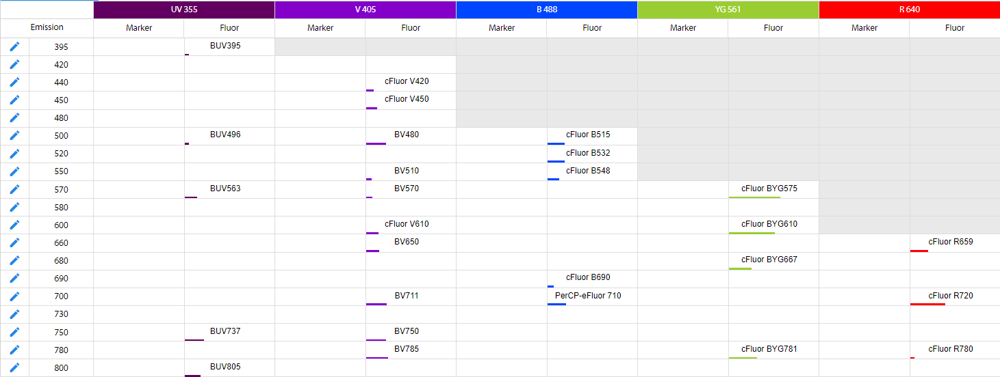 UV 355 V 405 B 488 YG 561 R 640
Emission Marker Fluor Marker Fluor Marker Fluor Marker Fluor Marker Fluor
395 BUV395
420
440 cFluor V420
450 cFluor V450
480
500 BUV496 BV480 cFluor B515
520 cFluor B532
550 BV510 cFluor B548
570 BUV563 BV570 cFluor BYG575
580
600 cFluor V610 cFluor BYG610
660 BV650 cFluor R659
680 cFluor BYG667
690 cFluor B690
700 BV711 PerCP-eFluor 710 cFluor R720
730
750 BUV737 BV750
780 BV785 cFluor BYG781 cFluor R780
800 BUV805